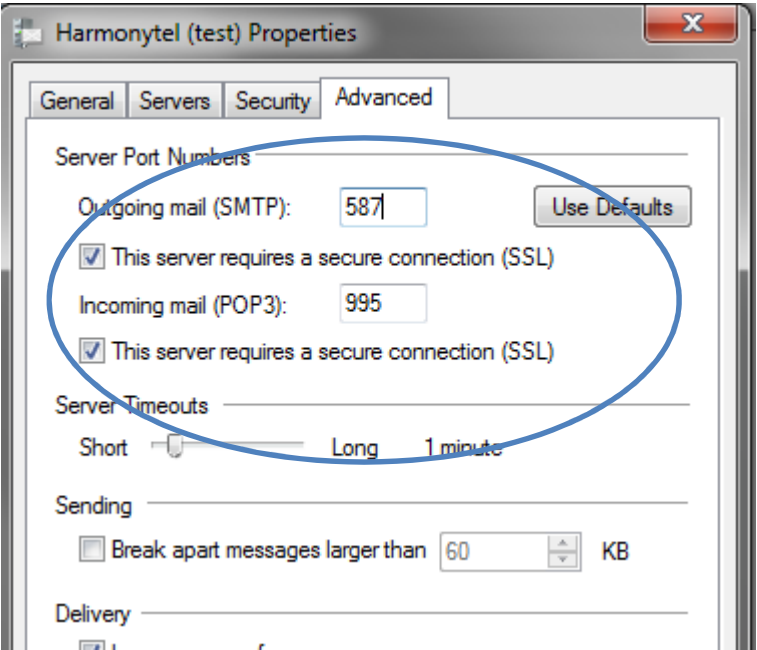 Harmonytel (test) Properties
General Servers Security Advanced
Server Port Numbers
Outgoing mail (SMTP): 587 Use Defaults
This server requires a secure connection (SSL)
Incoming mail (POP3): 995
This server requires a secure connection (SSL)
Server Timeouts
Short Long 1 minute
Sending
Break apart messages larger than 60 KB
Delivery